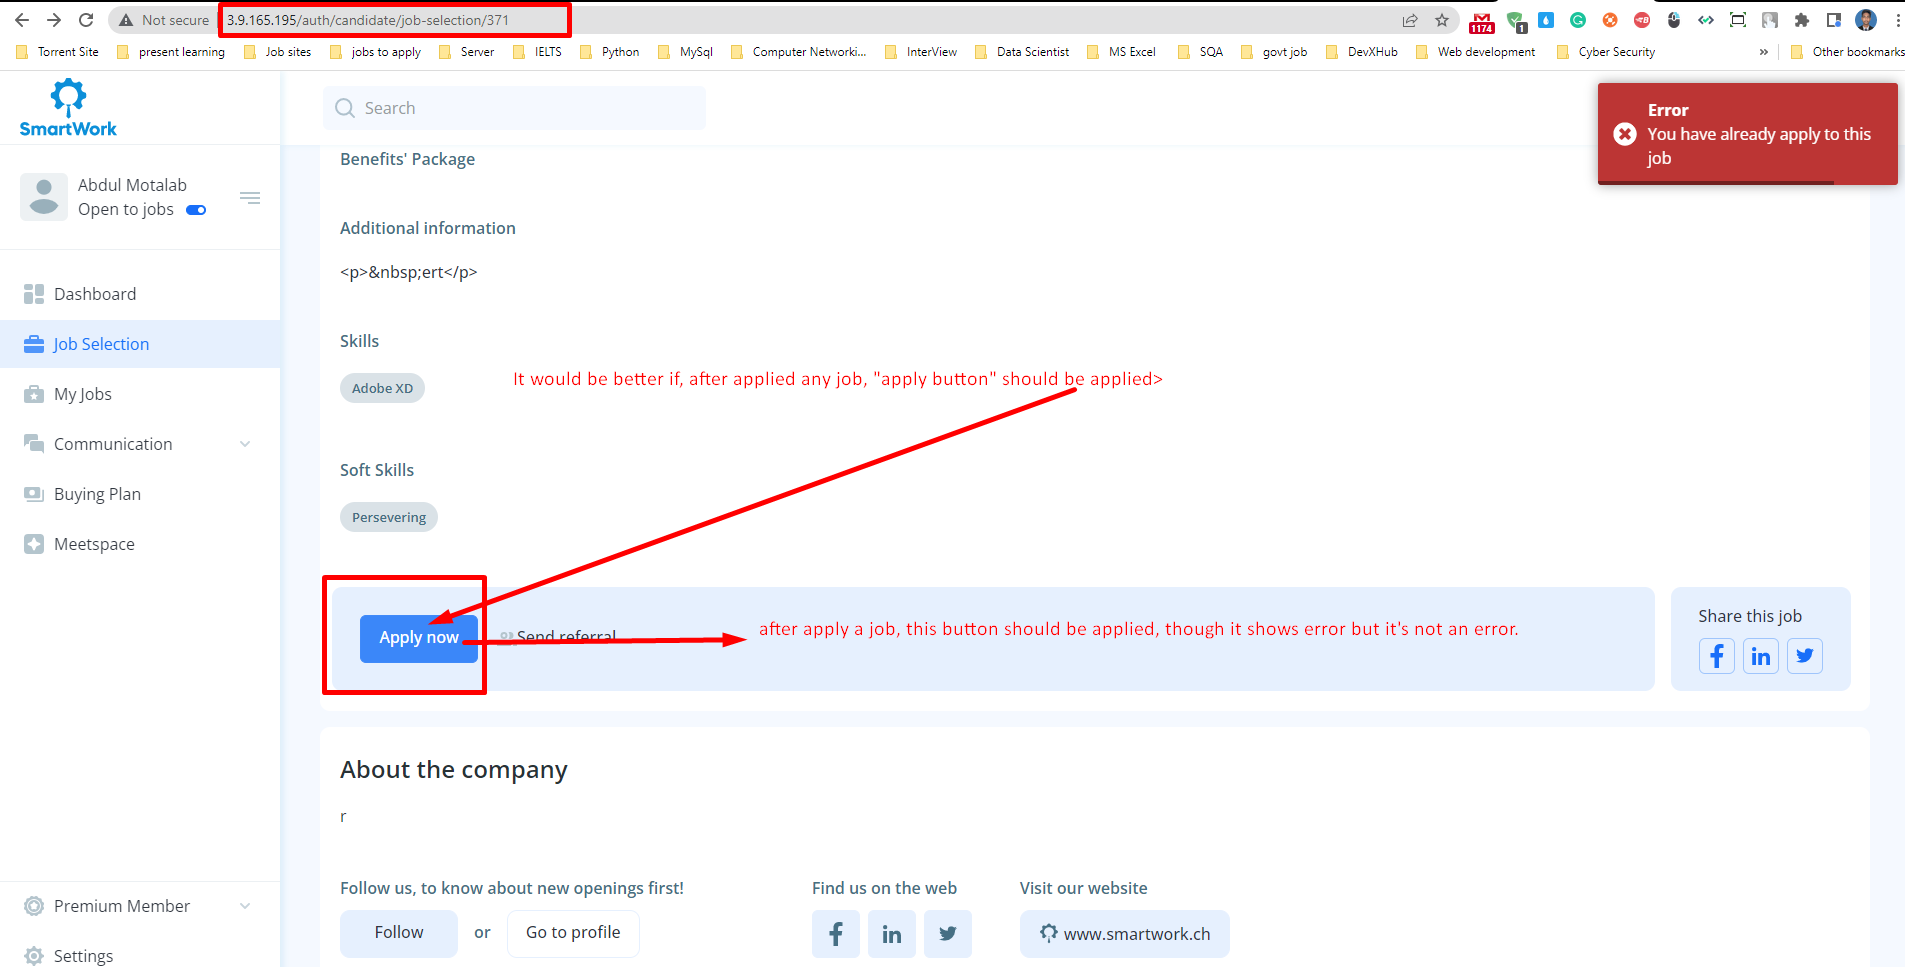 Not secure
3.9.165.195/auth/candidate/job-selection/371
1174
1
Torrent Site
present learning
Job sites
jobs to apply
Server
IELTS
Python
MySql
Computer Networki...
InterView
Data Scientist
MS Excel
SQA
govt job
DevXHub
Web development
Cyber Security
»
Other bookmarks
SmartWork
Search
Error
You have already apply to this
job
Abdul Motalab
Open to jobs
Dashboard
Job Selection
My Jobs
Communication
Buying Plan
Meetspace
Premium Member
Settings
Benefits' Package
Additional information
<p>&nbsp;ert</p>
Skills
Adobe XD
It would be better if, after applied any job, "apply button" should be applied>
Soft Skills
Persevering
Apply now
Send referral
after apply a job, this button should be applied, though it shows error but it's not an error.
Share this job
About the company
r
Follow us, to know about new openings first!
Follow
or
Go to profile
Find us on the web
Visit our website
www.smartwork.ch